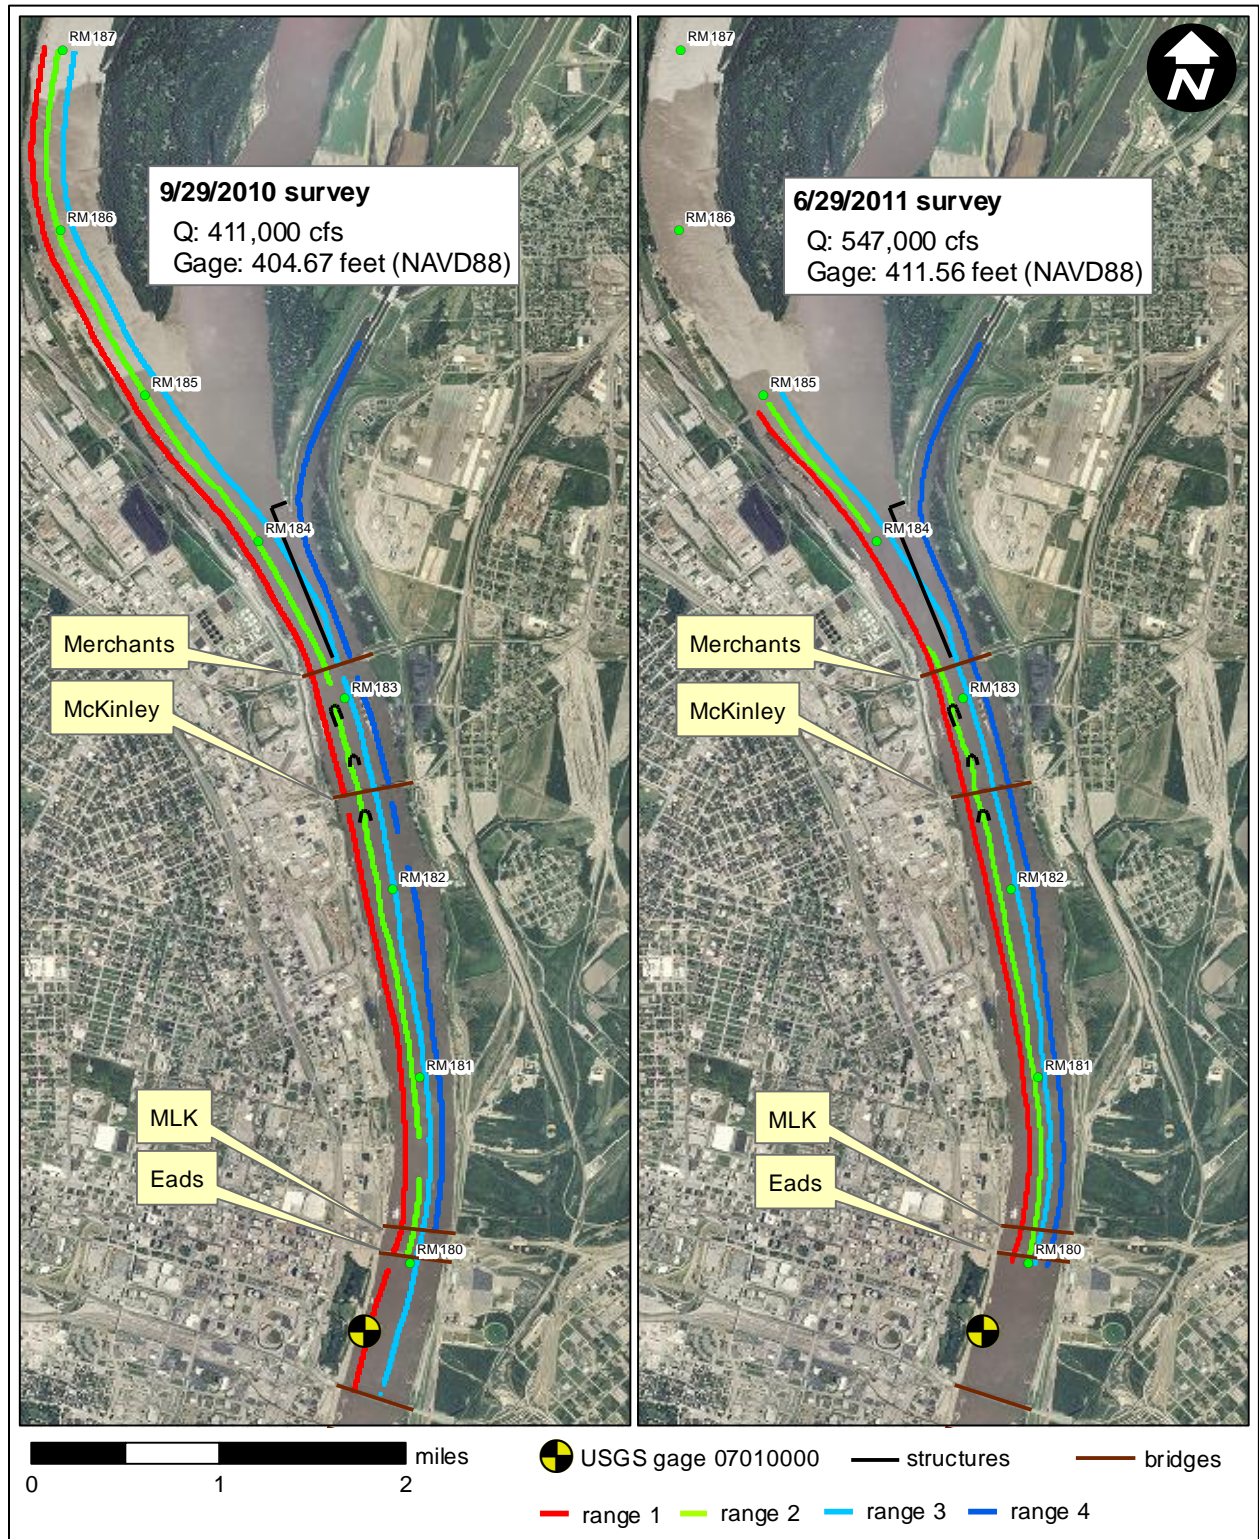 RM 187
9/29/2010 survey
Q: 411,000 cfs
Gage: 404.67 feet (NAVD88)
RM 186
RM 185
RM 184
Merchants
RM 183
McKinley
RM 182
RM 181
MLK
Eads
RM 180
RM 187
N
6/29/2011 survey
Q: 547,000 cfs
Gage: 411.56 feet (NAVD88)
RM 186
RM 185
RM 184
Merchants
RM 183
McKinley
RM 182
RM 181
MLK
Eads
RM 180
miles
0 1 2
USGS gage 07010000
structures
bridges
range 1
range 2
range 3
range 4